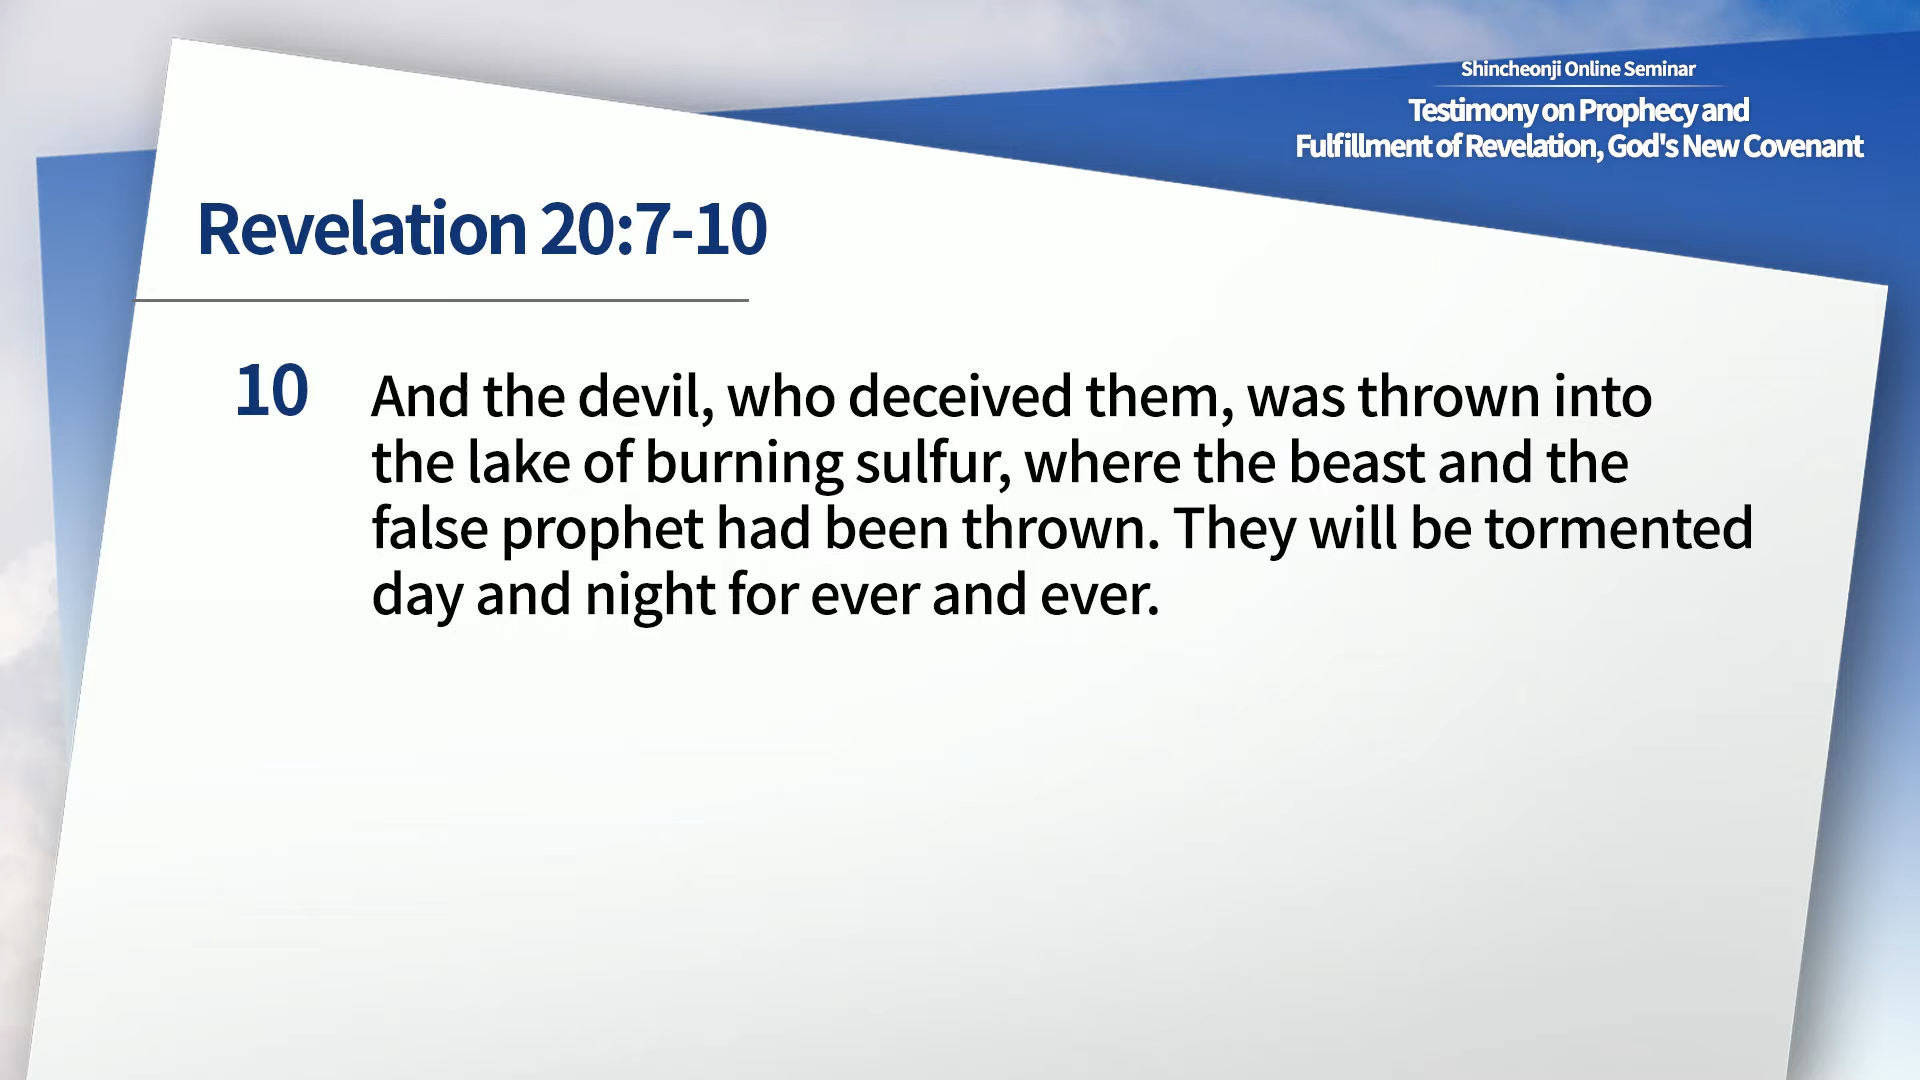 Shincheonji Online Seminar
Testimony on Prophecy and
Fulfillment of Revelation, God's New Covenant
Revelation 20:7-10
10 And the devil, who deceived them, was thrown into
the lake of burning sulfur, where the beast and the
false prophet had been thrown. They will be tormented
day and night for ever and ever.